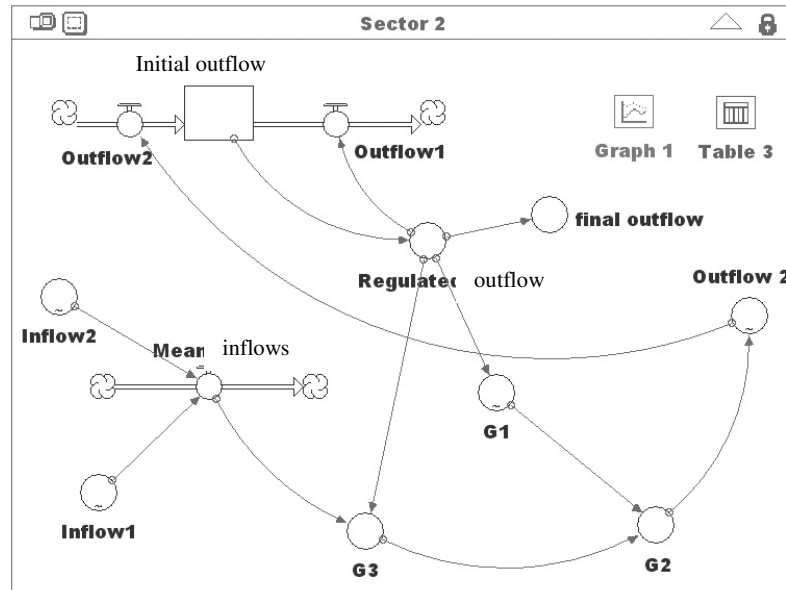 Sector 2
Initial outflow
Outflow2
Outflow1
Graph 1
Table 3
final outflow
Regulated outflow
Outflow 2
Inflow2
Mean inflows
G1
Inflow1
G3
G2